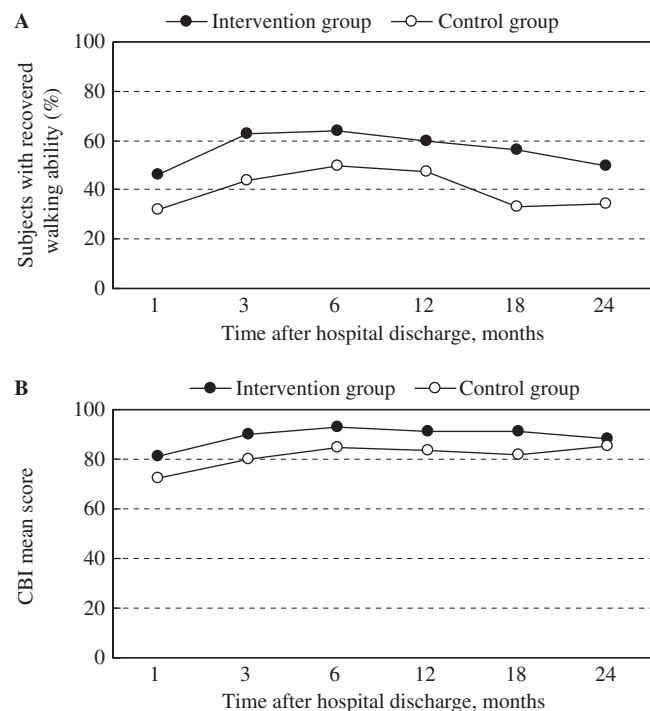 A
Intervention group Control group
Subjects with recovered
walking ability (%)
100
80
60
40
20
0
1 3 6 12 18 24
Time after hospital discharge, months
B
Intervention group Control group
CBI mean score
100
80
60
40
20
0
1 3 6 12 18 24
Time after hospital discharge, months